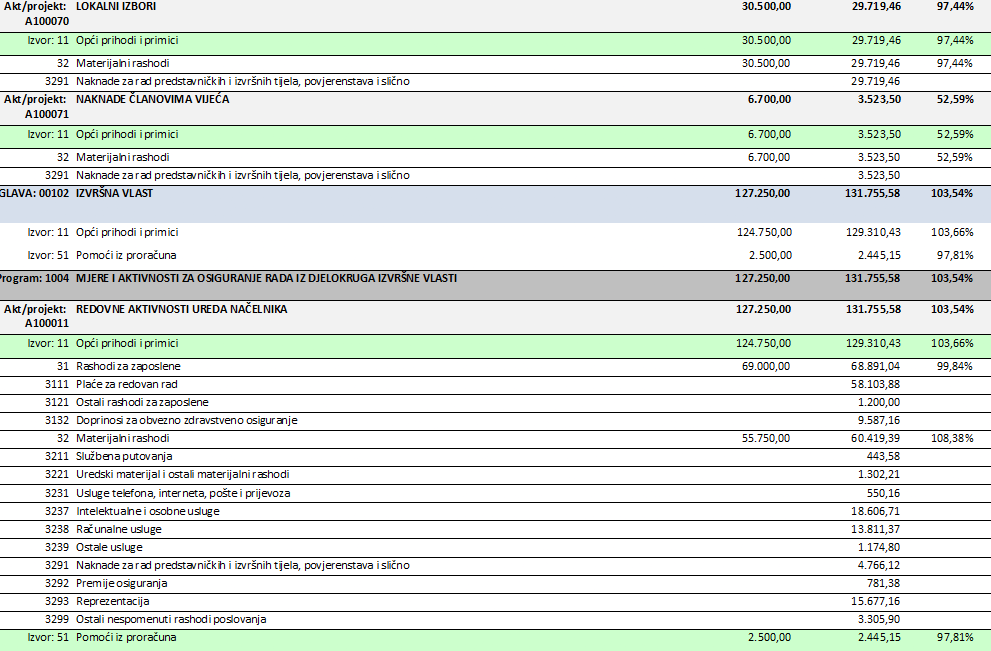 Akt/projekt: LOKALNI IZBORI 30.500,00 29.719,46 97,44%
A100070
Izvor: 11 Opći prihodi i primici 30.500,00 29.719,46 97,44%
32 Materijalni rashodi 30.500,00 29.719,46 97,44%
3291 Naknade za rad predstavničkih i izvršnih tijela, povjerenstava i slično 29.719,46
Akt/projekt: NAKNADE ČLANOVIMA VIJEĆA 6.700,00 3.523,50 52,59%
A100071
Izvor: 11 Opći prihodi i primici 6.700,00 3.523,50 52,59%
32 Materijalni rashodi 6.700,00 3.523,50 52,59%
3291 Naknade za rad predstavničkih i izvršnih tijela, povjerenstava i slično 3.523,50
GLAVA: 00102 IZVRŠNA VLAST 127.250,00 131.755,58 103,54%
Izvor: 11 Opći prihodi i primici 124.750,00 129.310,43 103,66%
Izvor: 51 Pomoći iz proračuna 2.500,00 2.445,15 97,81%
Program: 1004 MJERE I AKTIVNOSTI ZA OSIGURANJE RADA IZ DJELOKRUGA IZVRŠNE VLASTI 127.250,00 131.755,58 103,54%
Akt/projekt: REDOVNE AKTIVNOSTI UREDA NAČELNIKA 127.250,00 131.755,58 103,54%
A100011
Izvor: 11 Opći prihodi i primici 124.750,00 129.310,43 103,66%
31 Rashodi za zaposlene 69.000,00 68.891,04 99,84%
3111 Plaće za redovan rad 58.103,88
3121 Ostali rashodi za zaposlene 1.200,00
3132 Doprinosi za obvezno zdravstveno osiguranje 9.587,16
32 Materijalni rashodi 55.750,00 60.419,39 108,38%
3211 Službena putovanja 443,58
3221 Uredski materijal i ostali materijalni rashodi 1.302,21
3231 Usluge telefona, interneta, pošte i prijevoza 550,16
3237 Intelektualne i osobne usluge 18.606,71
3238 Računalne usluge 13.811,37
3239 Ostale usluge 1.174,80
3291 Naknade za rad predstavničkih i izvršnih tijela, povjerenstava i slično 4.766,12
3292 Premije osiguranja 781,38
3293 Reprezentacija 15.677,16
3299 Ostali nespomenuti rashodi poslovanja 3.305,90
Izvor: 51 Pomoći iz proračuna 2.500,00 2.445,15 97,81%